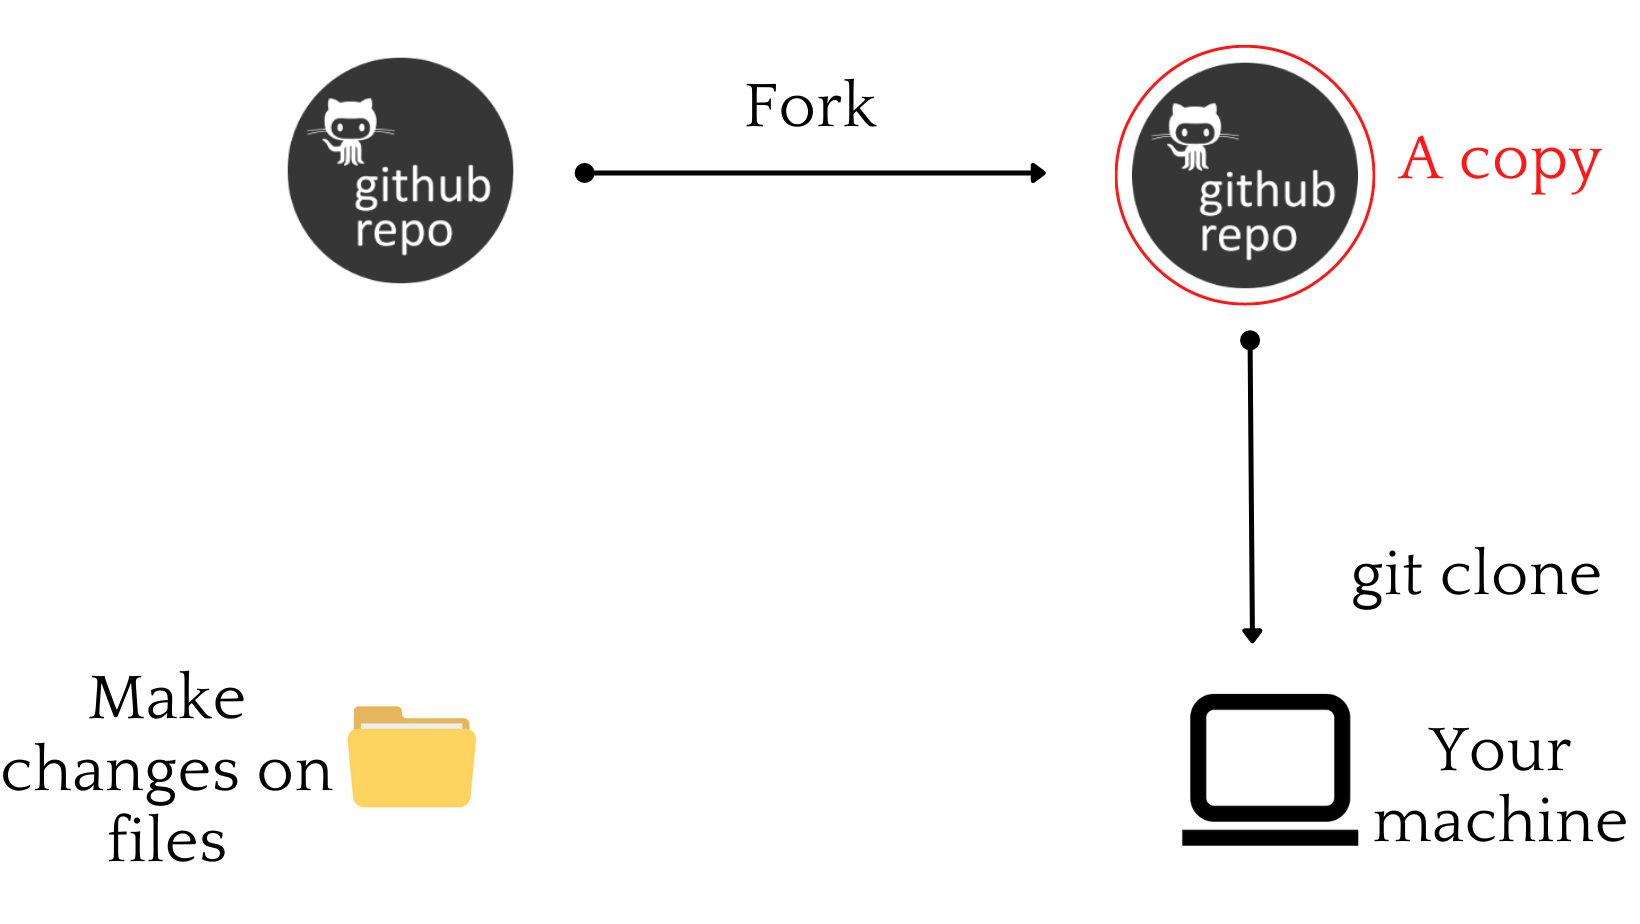 Fork
github
repo
github
repo
A copy
git clone
Make
changes on
files
Your
machine